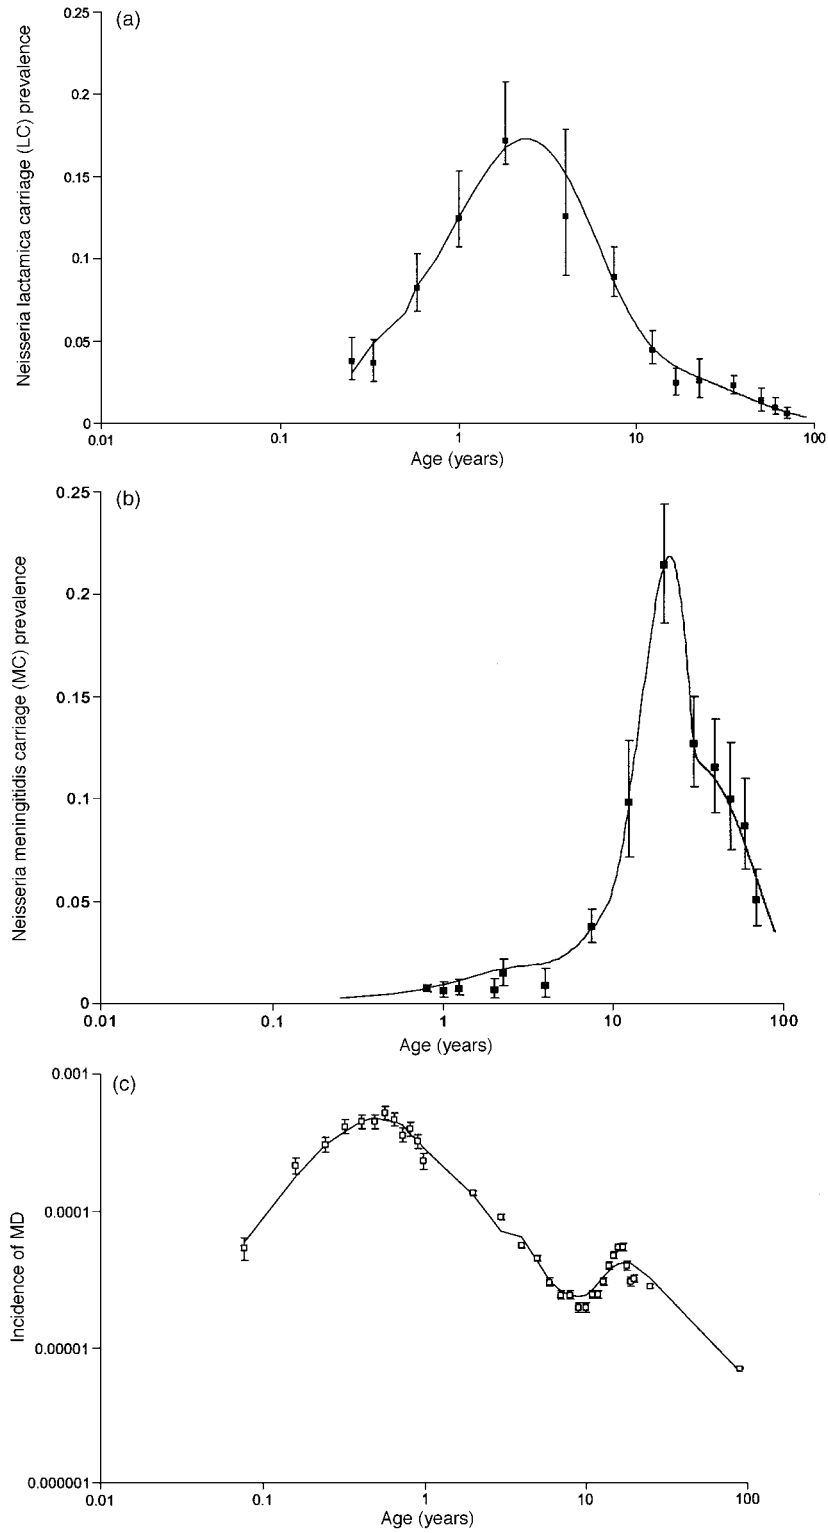 (a)
Neisseria lactamica carriage (LC) prevalence
0.25
0.2
0.15
0.1
0.05
0
0.01 0.1 1 10 100
Age (years)
(b)
Neisseria meningitidis carriage (MC) prevalence
0.25
0.2
0.15
0.1
0.05
0
0.01 0.1 1 10 100
Age (years)
(c)
Incidence of MD
0.001
0.0001
0.00001
0.000001
0.01 0.1 1 10 100
Age (years)